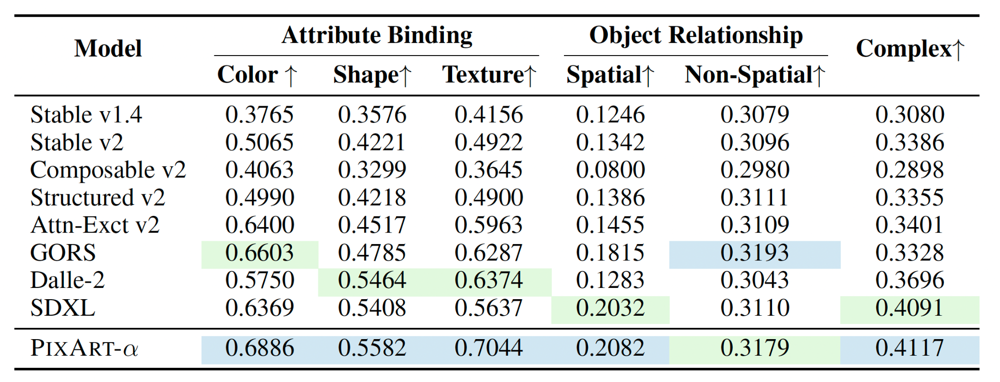 Model Attribute Binding Object Relationship Complex↑
Color ↑ Shape↑ Texture↑ Spatial↑ Non-Spatial↑
Stable v1.4 0.3765 0.3576 0.4156 0.1246 0.3079 0.3080
Stable v2 0.5065 0.4221 0.4922 0.1342 0.3096 0.3386
Composable v2 0.4063 0.3299 0.3645 0.0800 0.2980 0.2898
Structured v2 0.4990 0.4218 0.4900 0.1386 0.3111 0.3355
Attn-Exct v2 0.6400 0.4517 0.5963 0.1455 0.3109 0.3401
GORS 0.6603 0.4785 0.6287 0.1815 0.3193 0.3328
Dalle-2 0.5750 0.5464 0.6374 0.1283 0.3043 0.3696
SDXL 0.6369 0.5408 0.5637 0.2032 0.3110 0.4091
PIXART-α 0.6886 0.5582 0.7044 0.2082 0.3179 0.4117